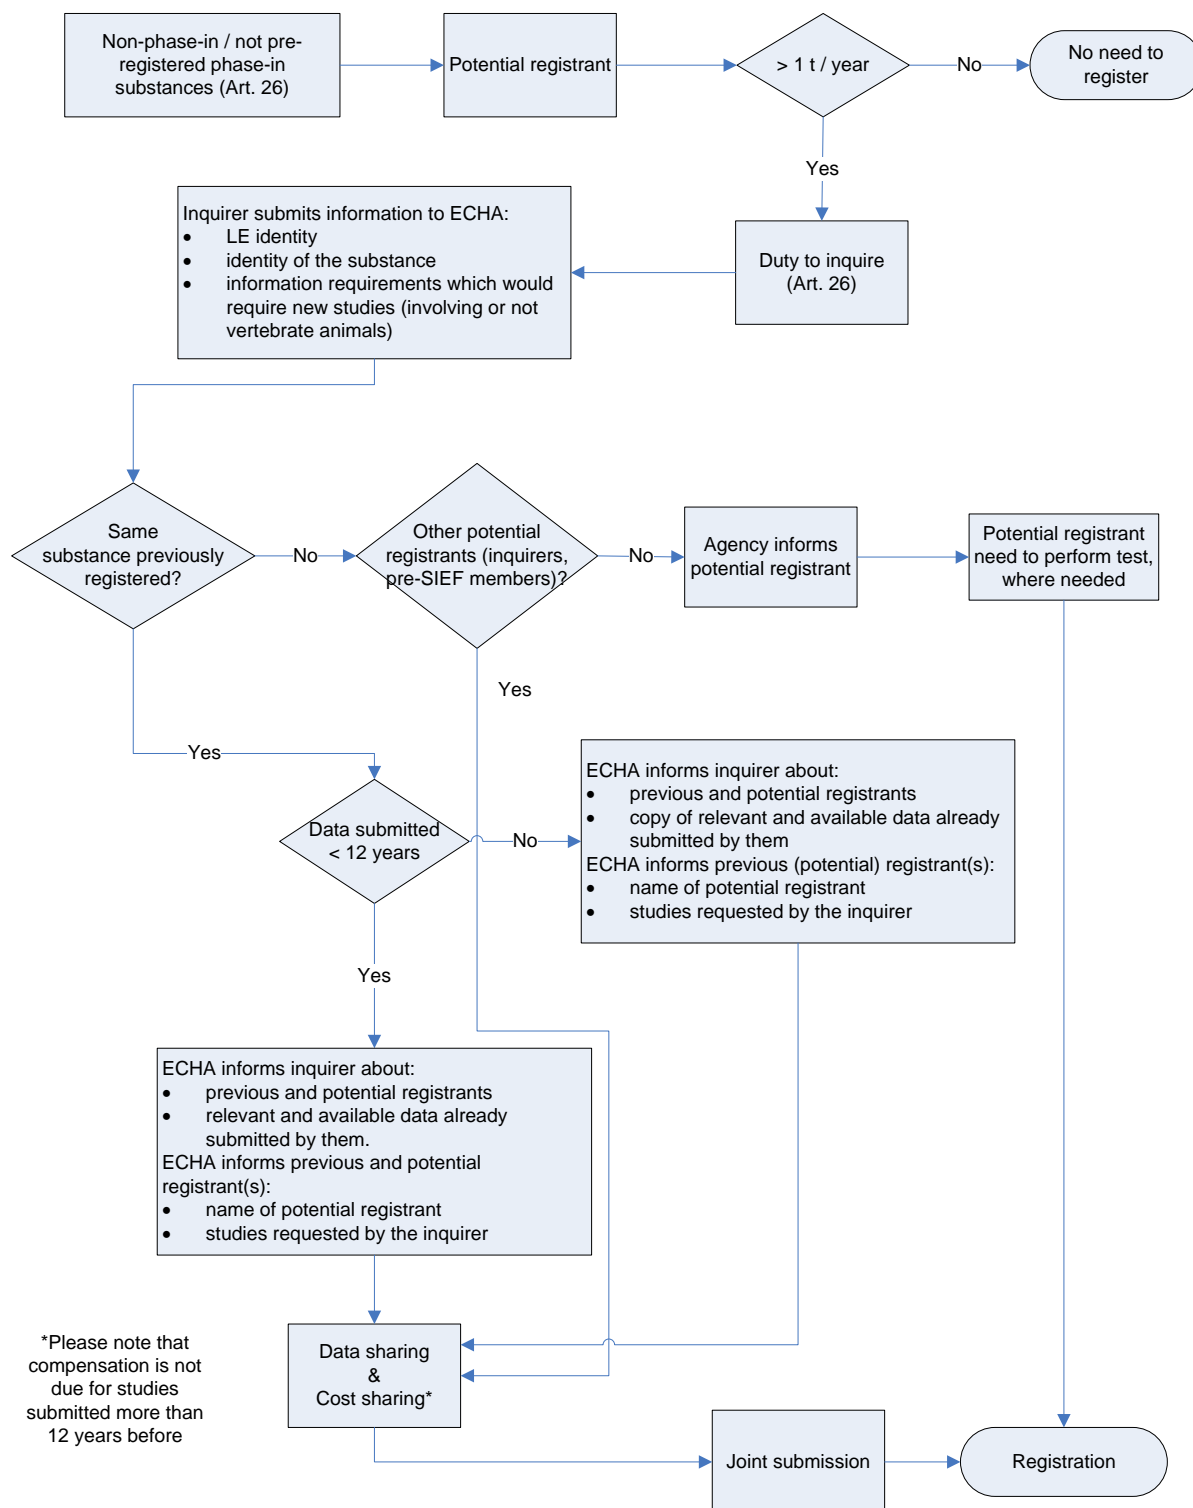 Non-phase-in / not pre-
registered phase-in
substances (Art. 26)
Potential registrant
> 1 t / year
No
No need to
register
Yes
Inquirer submits information to ECHA:
• LE identity
• identity of the substance
• information requirements which would
require new studies (involving or not
vertebrate animals)
Duty to inquire
(Art. 26)
Same
substance previously
registered?
No
Other potential
registrants (inquirers,
pre-SIEF members)?
No
Agency informs
potential registrant
Potential registrant
need to perform test,
where needed
Yes
Yes
Data submitted
< 12 years
No
ECHA informs inquirer about:
• previous and potential registrants
• copy of relevant and available data already
submitted by them
ECHA informs previous (potential) registrant(s):
• name of potential registrant
• studies requested by the inquirer
Yes
ECHA informs inquirer about:
• previous and potential registrants
• relevant and available data already
submitted by them.
ECHA informs previous and potential
registrant(s):
• name of potential registrant
• studies requested by the inquirer
*Please note that
compensation is not
due for studies
submitted more than
12 years before
Data sharing
&
Cost sharing*
Joint submission
Registration